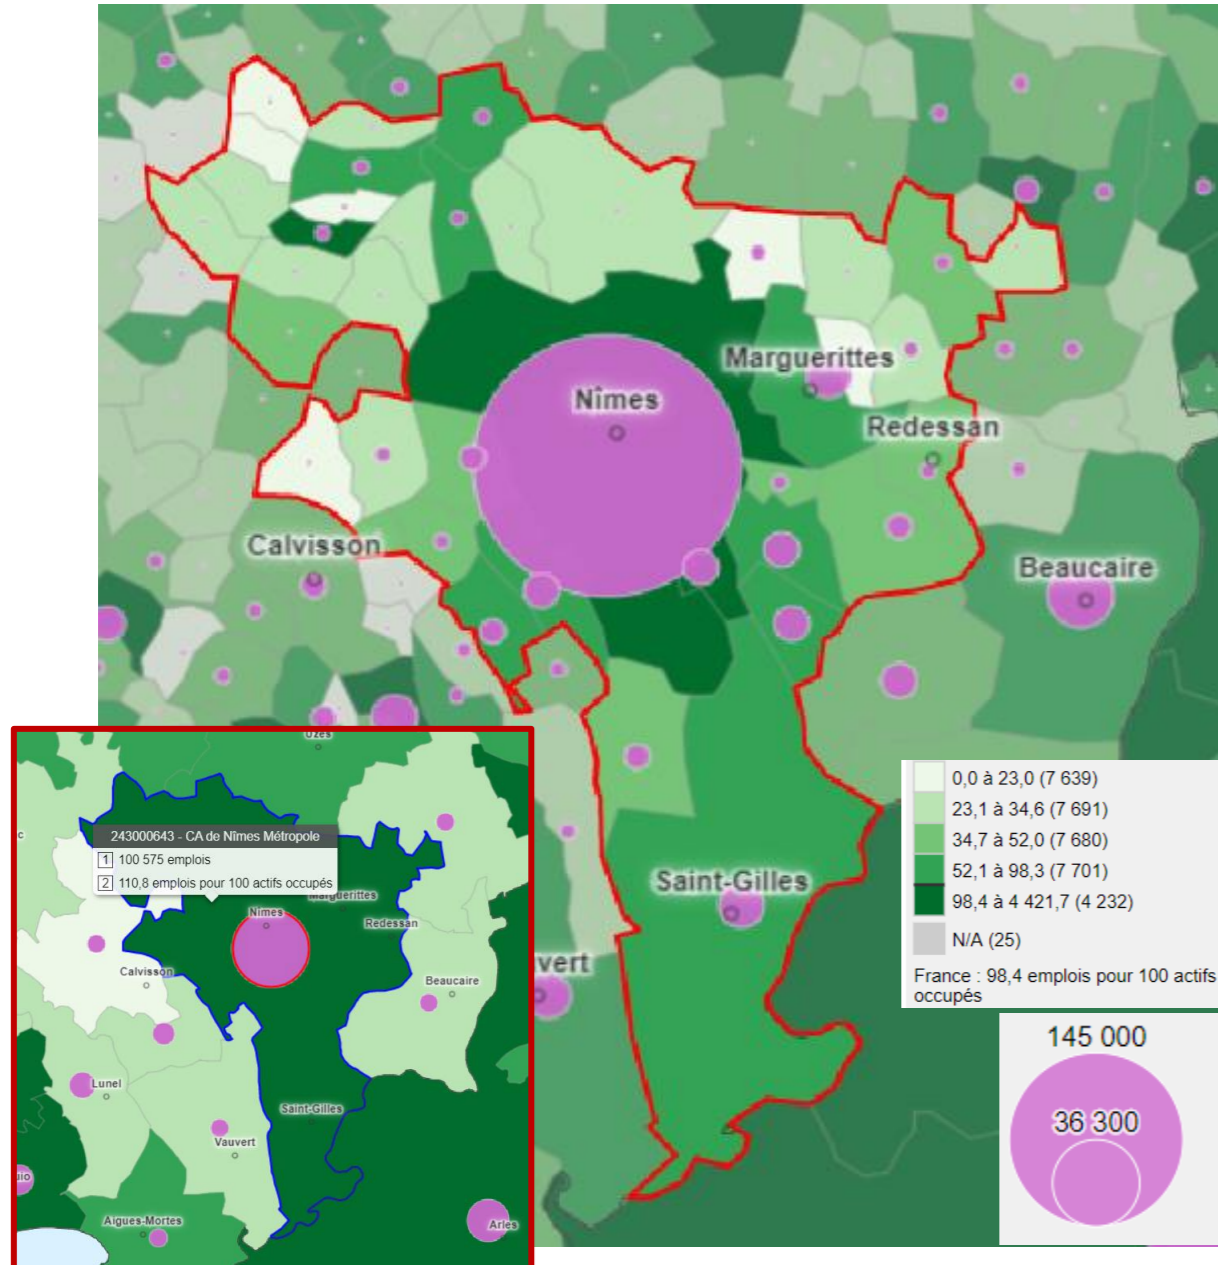 Marguerittes
Nîmes
Redessan
Calvisson
Beaucaire
Saint-Gilles
vert
0,0 à 23,0 (7 639)
23,1 à 34,6 (7 691)
34,7 à 52,0 (7 680)
52,1 à 98,3 (7 701)
98,4 à 4 421,7 (4 232)
N/A (25)
France : 98,4 emplois pour 100 actifs
occupés
145 000
36 300
Uzès
c
243000643 - CA de Nîmes Métropole
1 100 575 emplois
2 110,8 emplois pour 100 actifs occupés
Marguerittes
Nîmes
Redessan
Calvisson
Beaucaire
Lunel
Saint-Gilles
Vauvert
uio
Aigues-Mortes
Arles